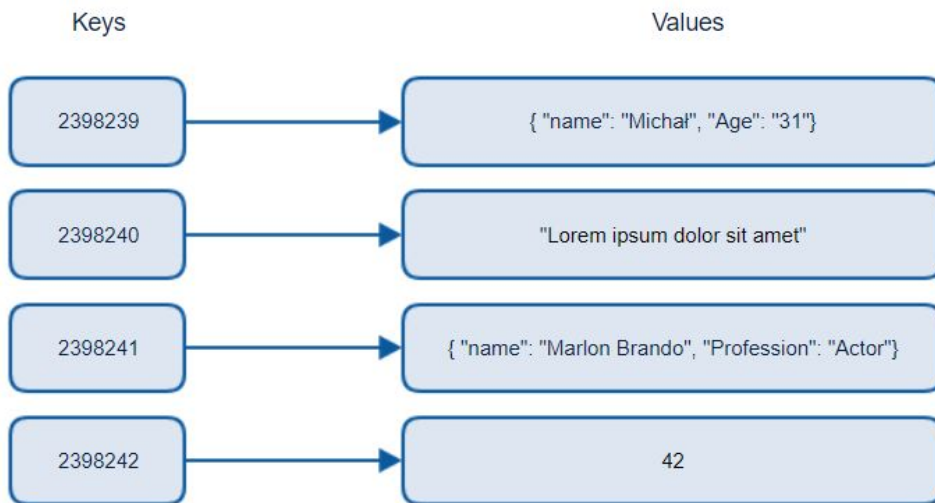 Keys
Values
2398239
{ "name": "Michał", "Age": "31"}
2398240
"Lorem ipsum dolor sit amet"
2398241
{ "name": "Marlon Brando", "Profession": "Actor"}
2398242
42